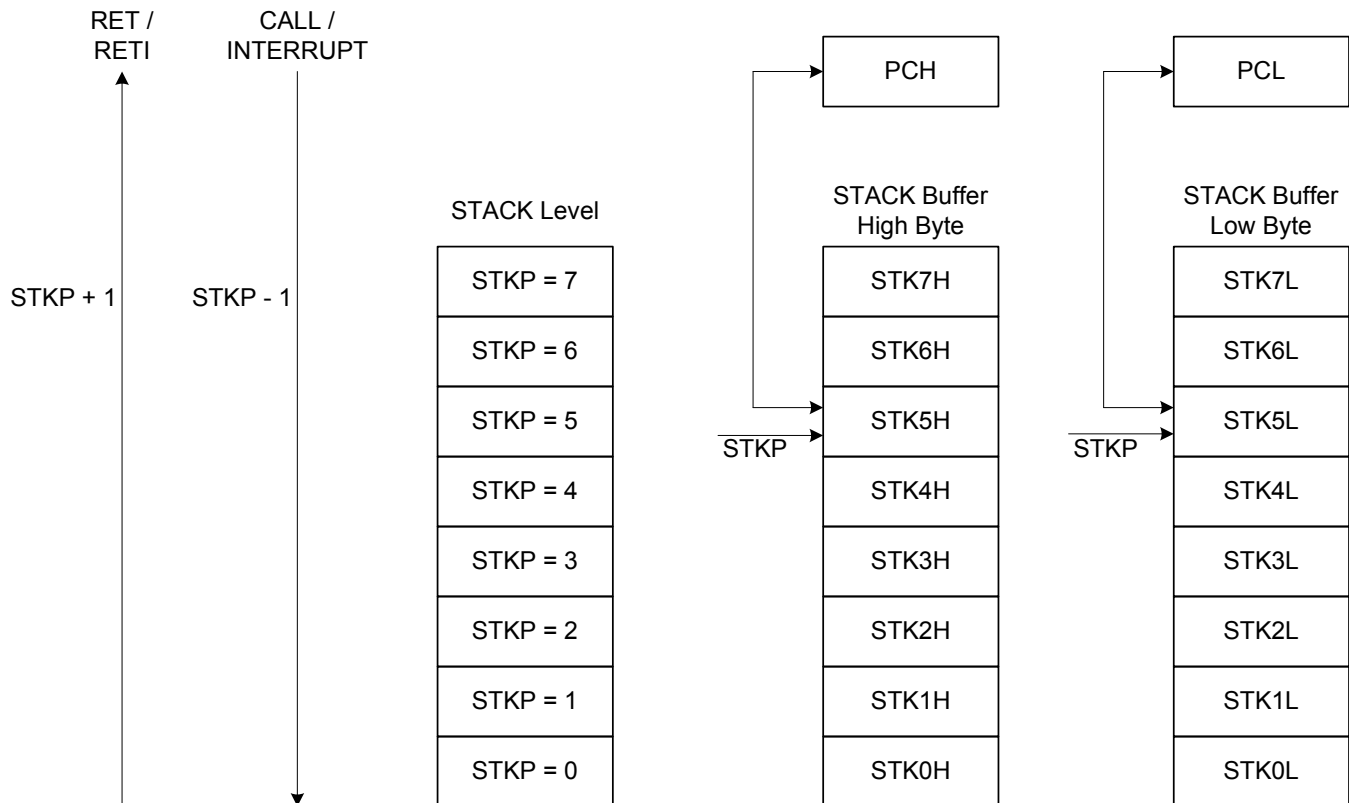 RET /
RETI
CALL /
INTERRUPT
PCH
PCL
STACK Level
STACK Buffer
High Byte
STACK Buffer
Low Byte
STKP + 1
STKP - 1
STKP = 7
STK7H
STK7L
STKP = 6
STK6H
STK6L
STKP = 5
STK5H
STK5L
STKP
STKP
STKP = 4
STK4H
STK4L
STKP = 3
STK3H
STK3L
STKP = 2
STK2H
STK2L
STKP = 1
STK1H
STK1L
STKP = 0
STK0H
STK0L